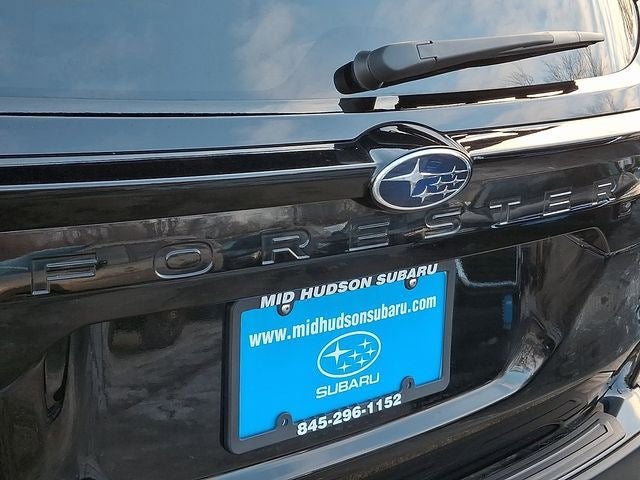 FORESTER
MID HUDSON SUBARU
www.midhudsonsubaru.com
SUBARU
845-296-1152